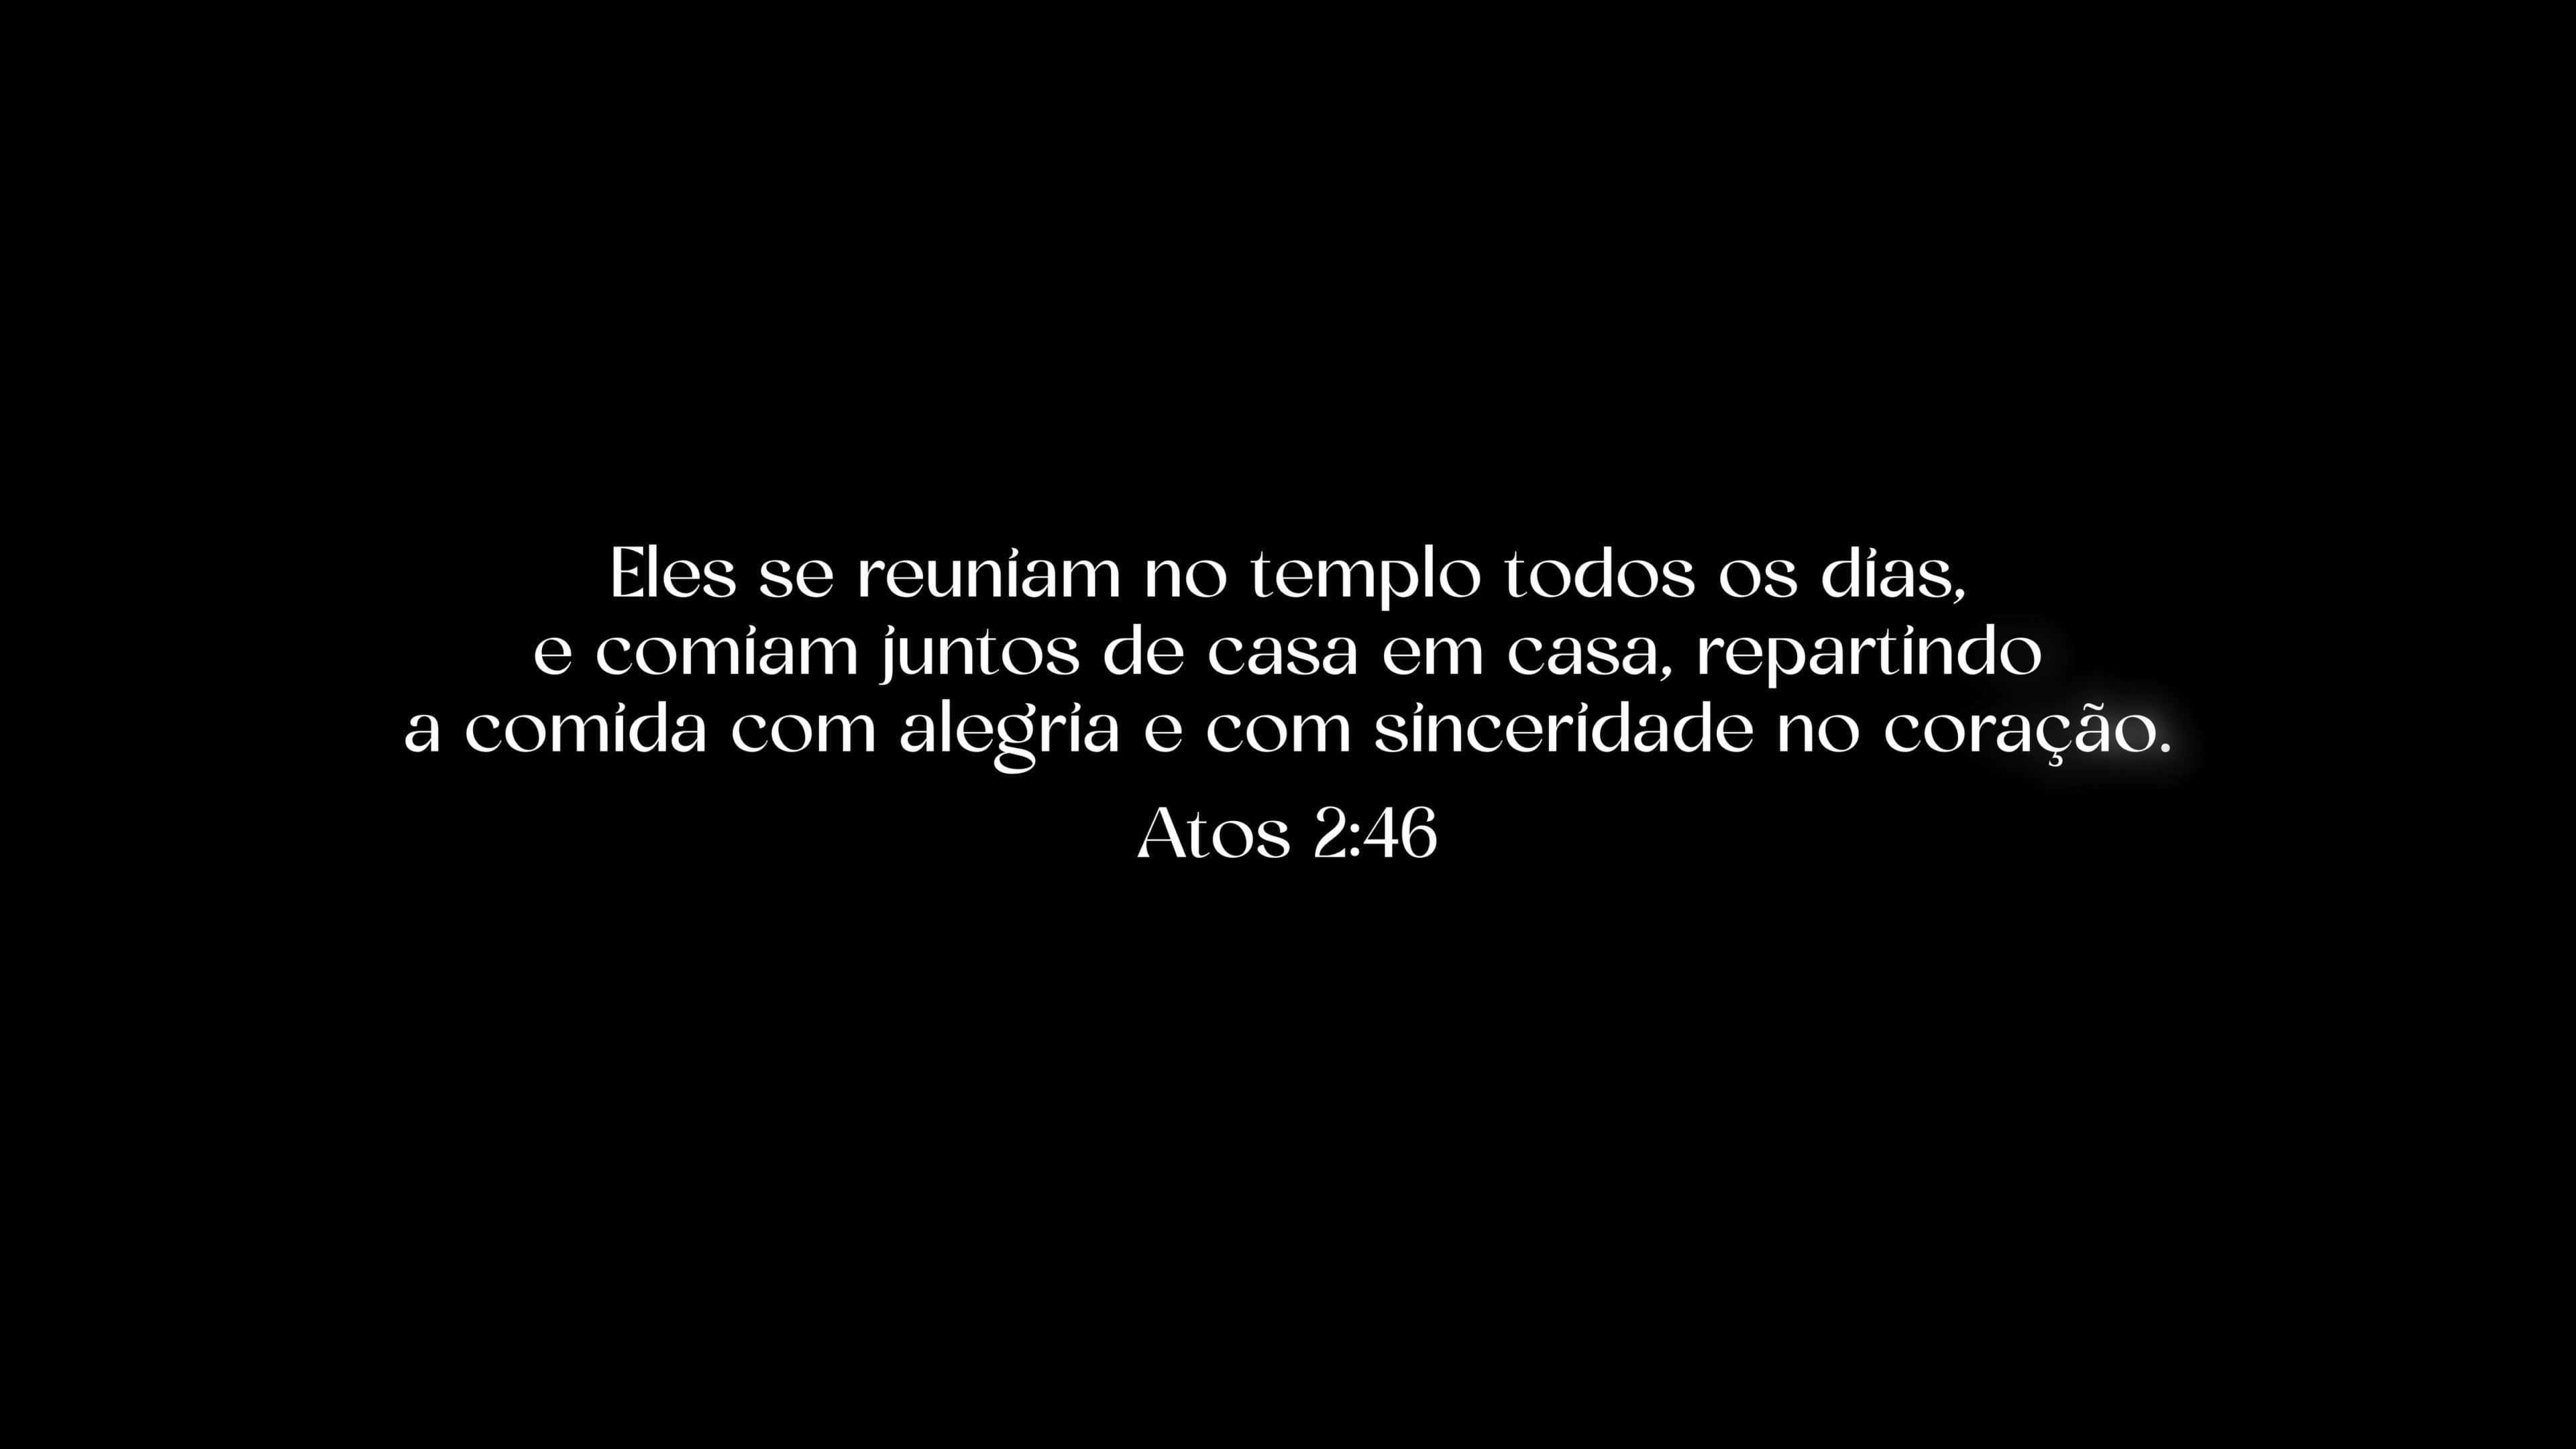 Eles se reuniam no templo todos os dias,
e comiam juntos de casa em casa, repartindo
a comida com alegria e com sinceridade no coração.
Atos 2:46